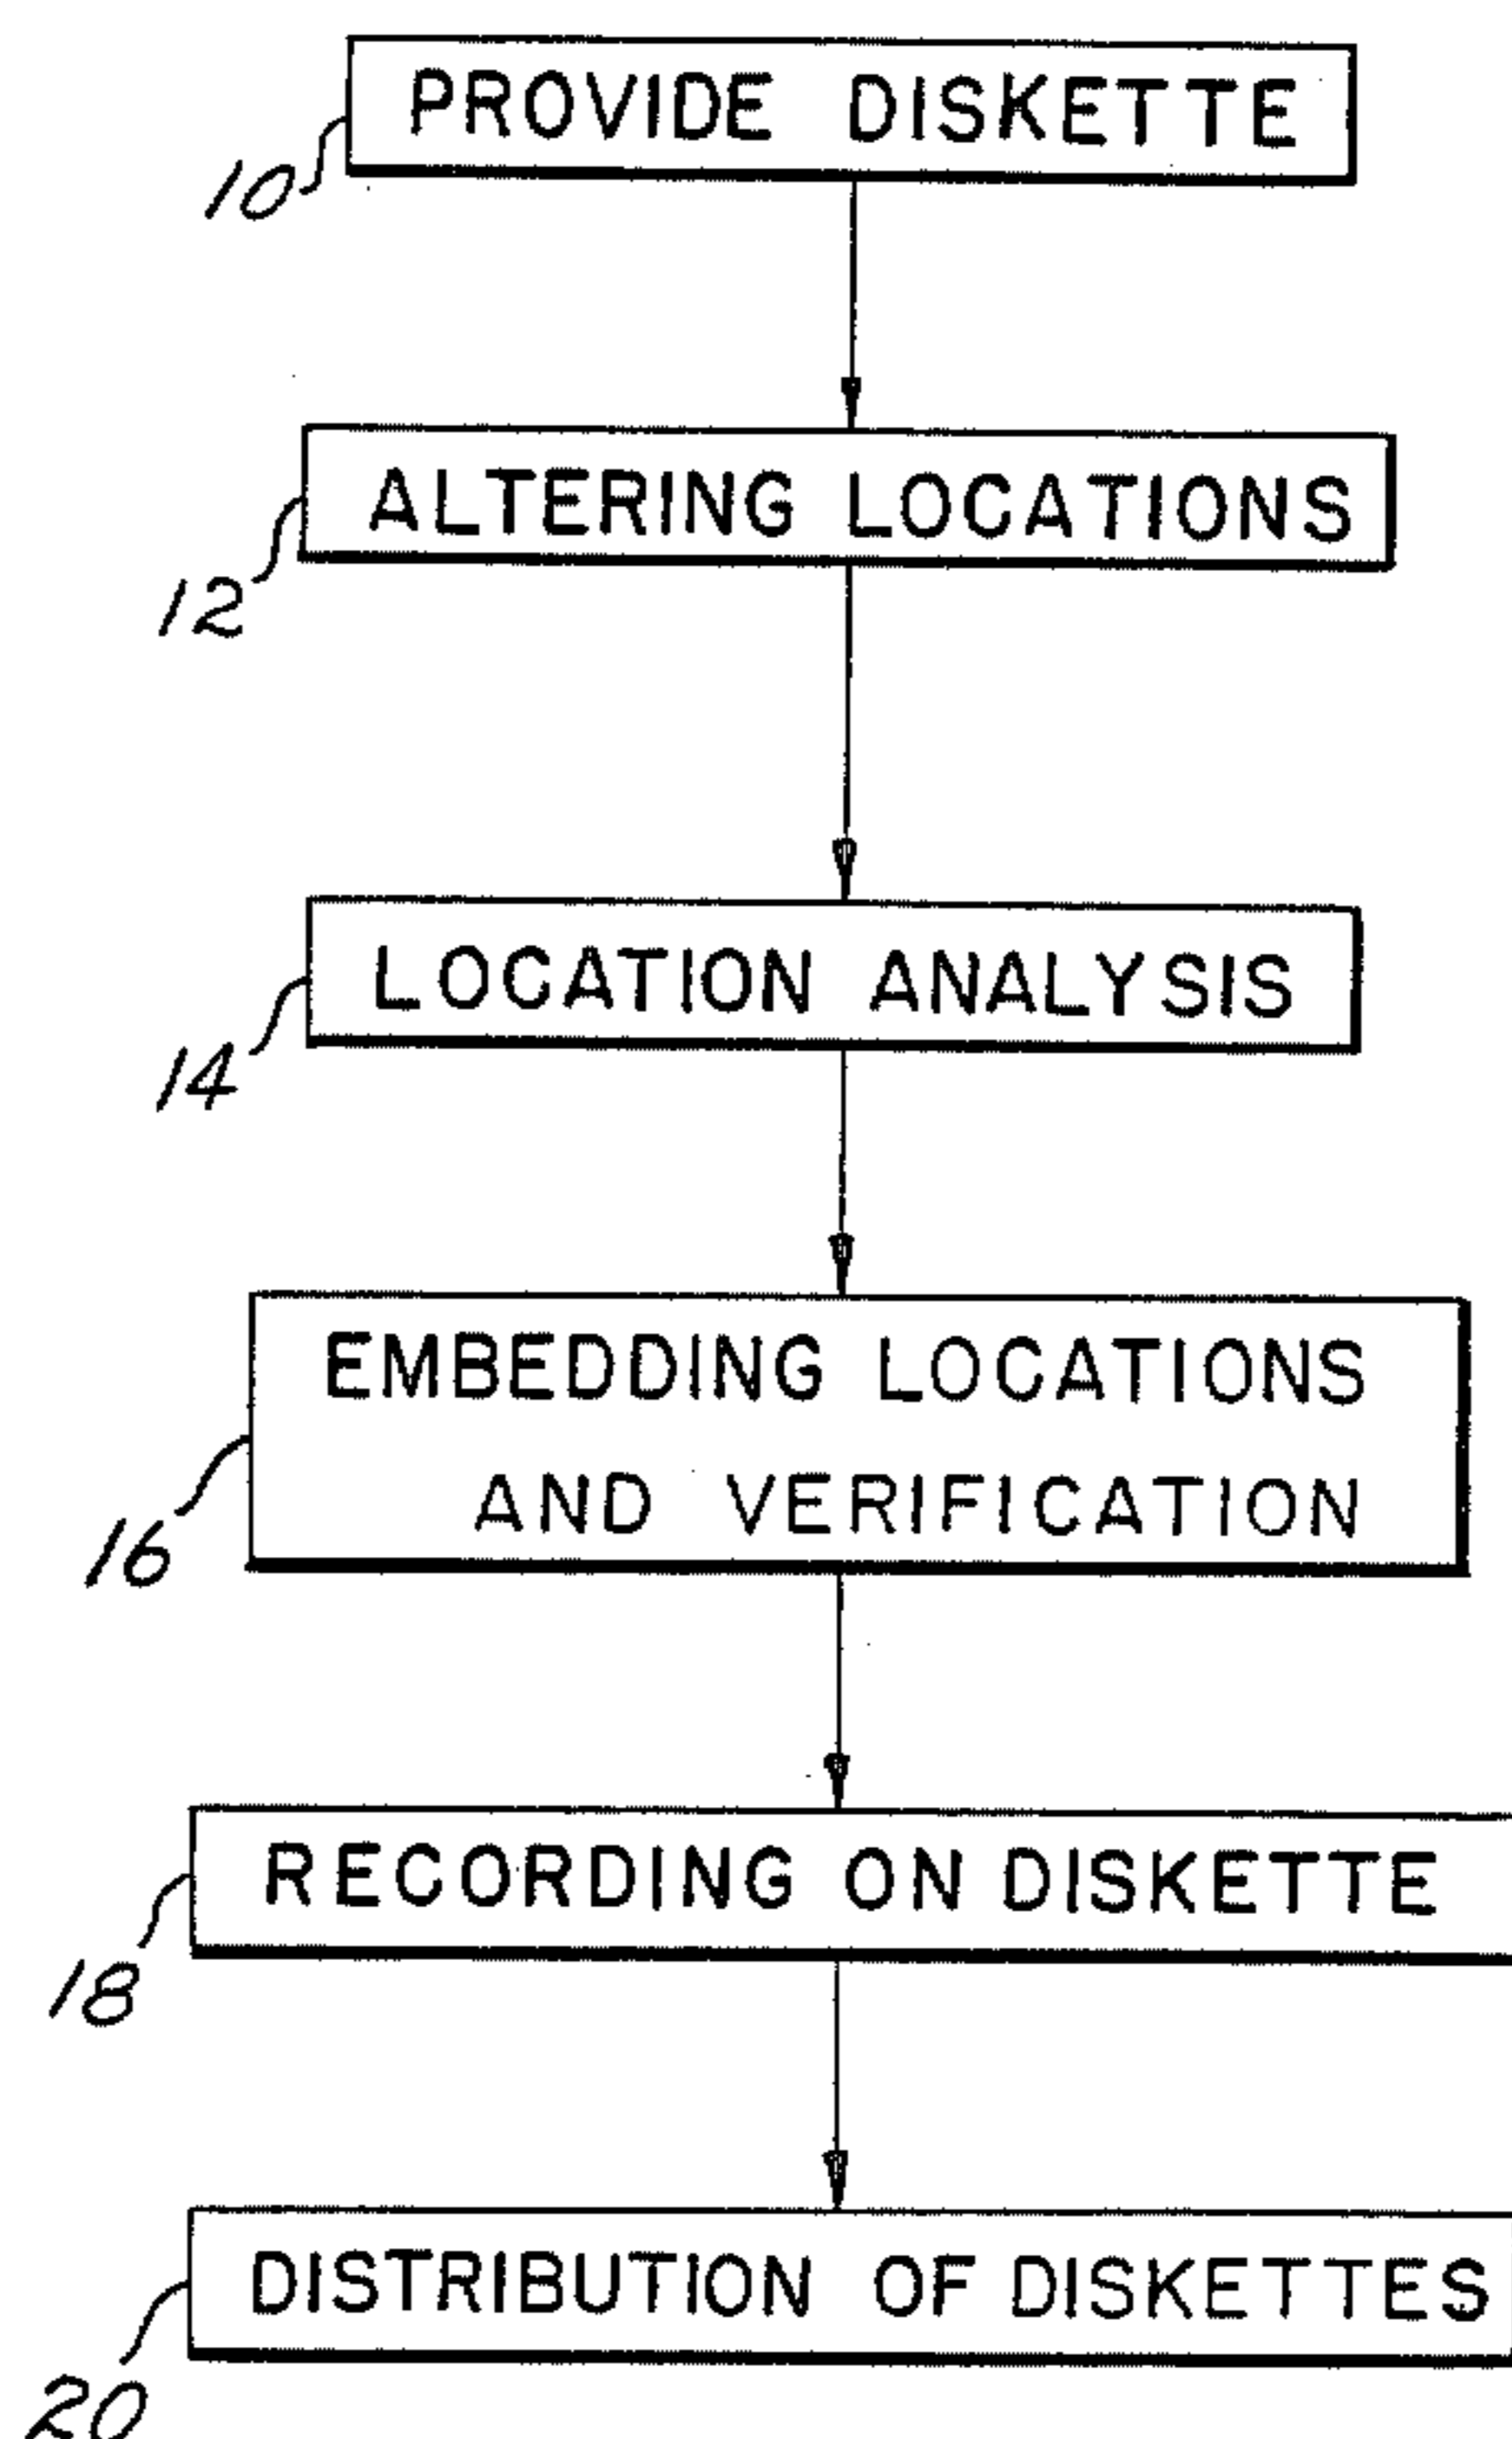 PROVIDE DISKETTE
10
ALTERING LOCATIONS
12
LOCATION ANALYSIS
14
EMBEDDING LOCATIONS
AND VERIFICATION
16
RECORDING ON DISKETTE
18
DISTRIBUTION OF DISKETTES
20